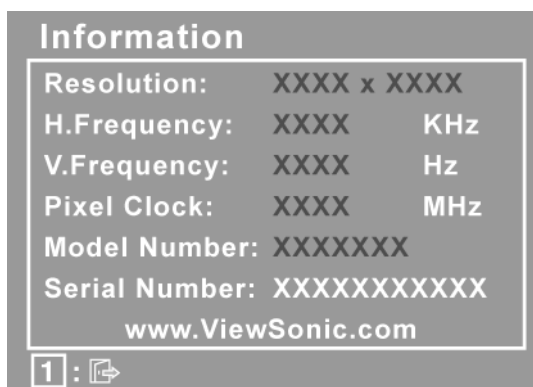 Information
Resolution: XXXX x XXXX
H.Frequency: XXXX KHz
V.Frequency: XXXX Hz
Pixel Clock: XXXX MHz
Model Number: XXXXXXX
Serial Number: XXXXXXXXXXX
www.ViewSonic.com
1 :